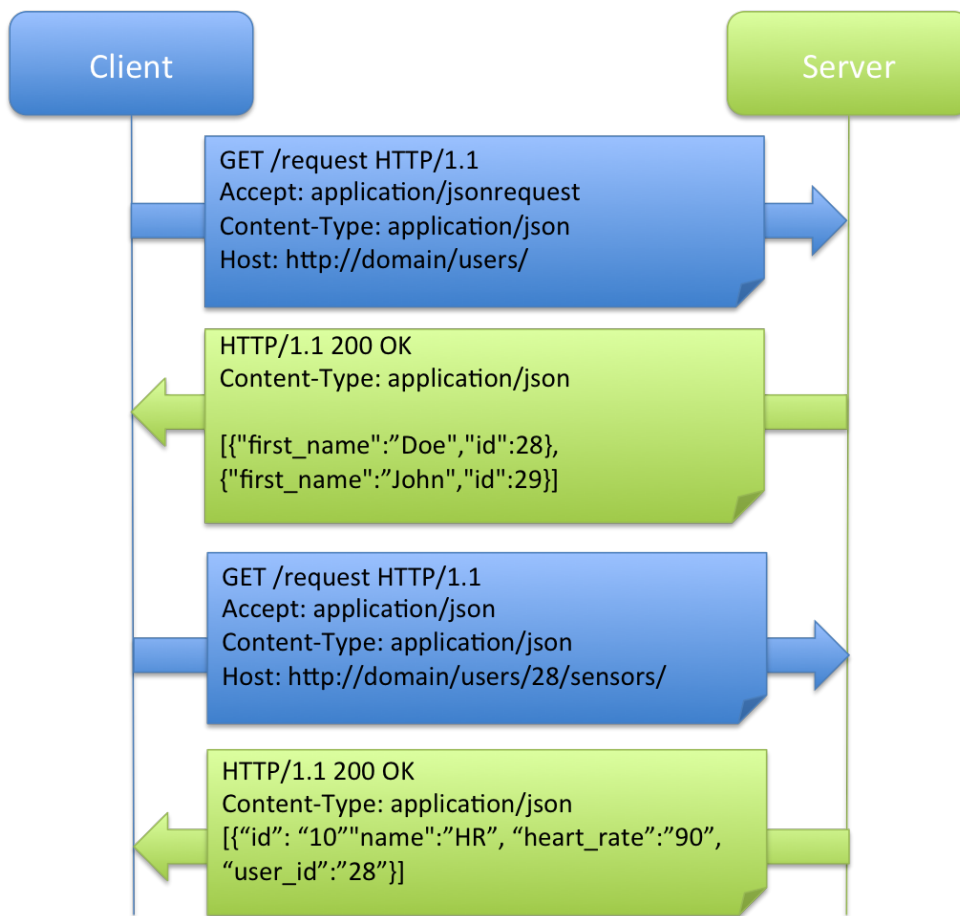 Client
Server
GET /request HTTP/1.1
Accept: application/jsonrequest
Content-Type: application/json
Host: http://domain/users/
HTTP/1.1 200 OK
Content-Type: application/json
[{"first_name":”Doe","id":28},
{"first_name":”John","id":29}]
GET /request HTTP/1.1
Accept: application/json
Content-Type: application/json
Host: http://domain/users/28/sensors/
HTTP/1.1 200 OK
Content-Type: application/json
[{“id”: “10”"name":”HR”, “heart_rate”:”90”,
“user_id”:”28”}]